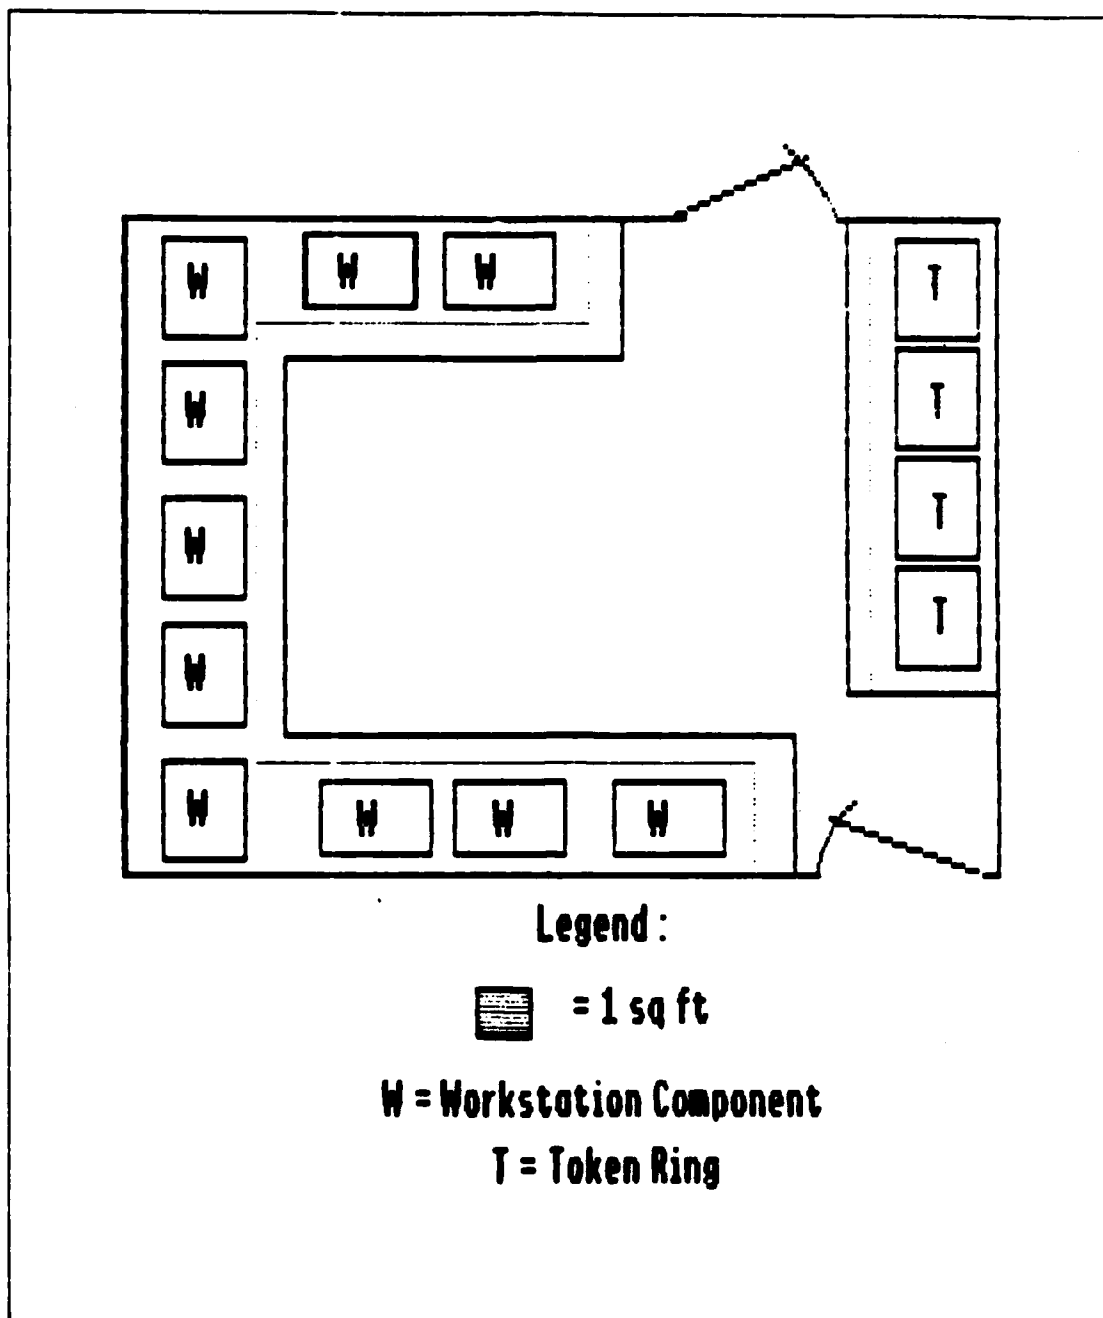 W W W T
W T
W T
W T
W W W W
Legend :
= 1 sq ft
W = Workstation Component
T = Token Ring